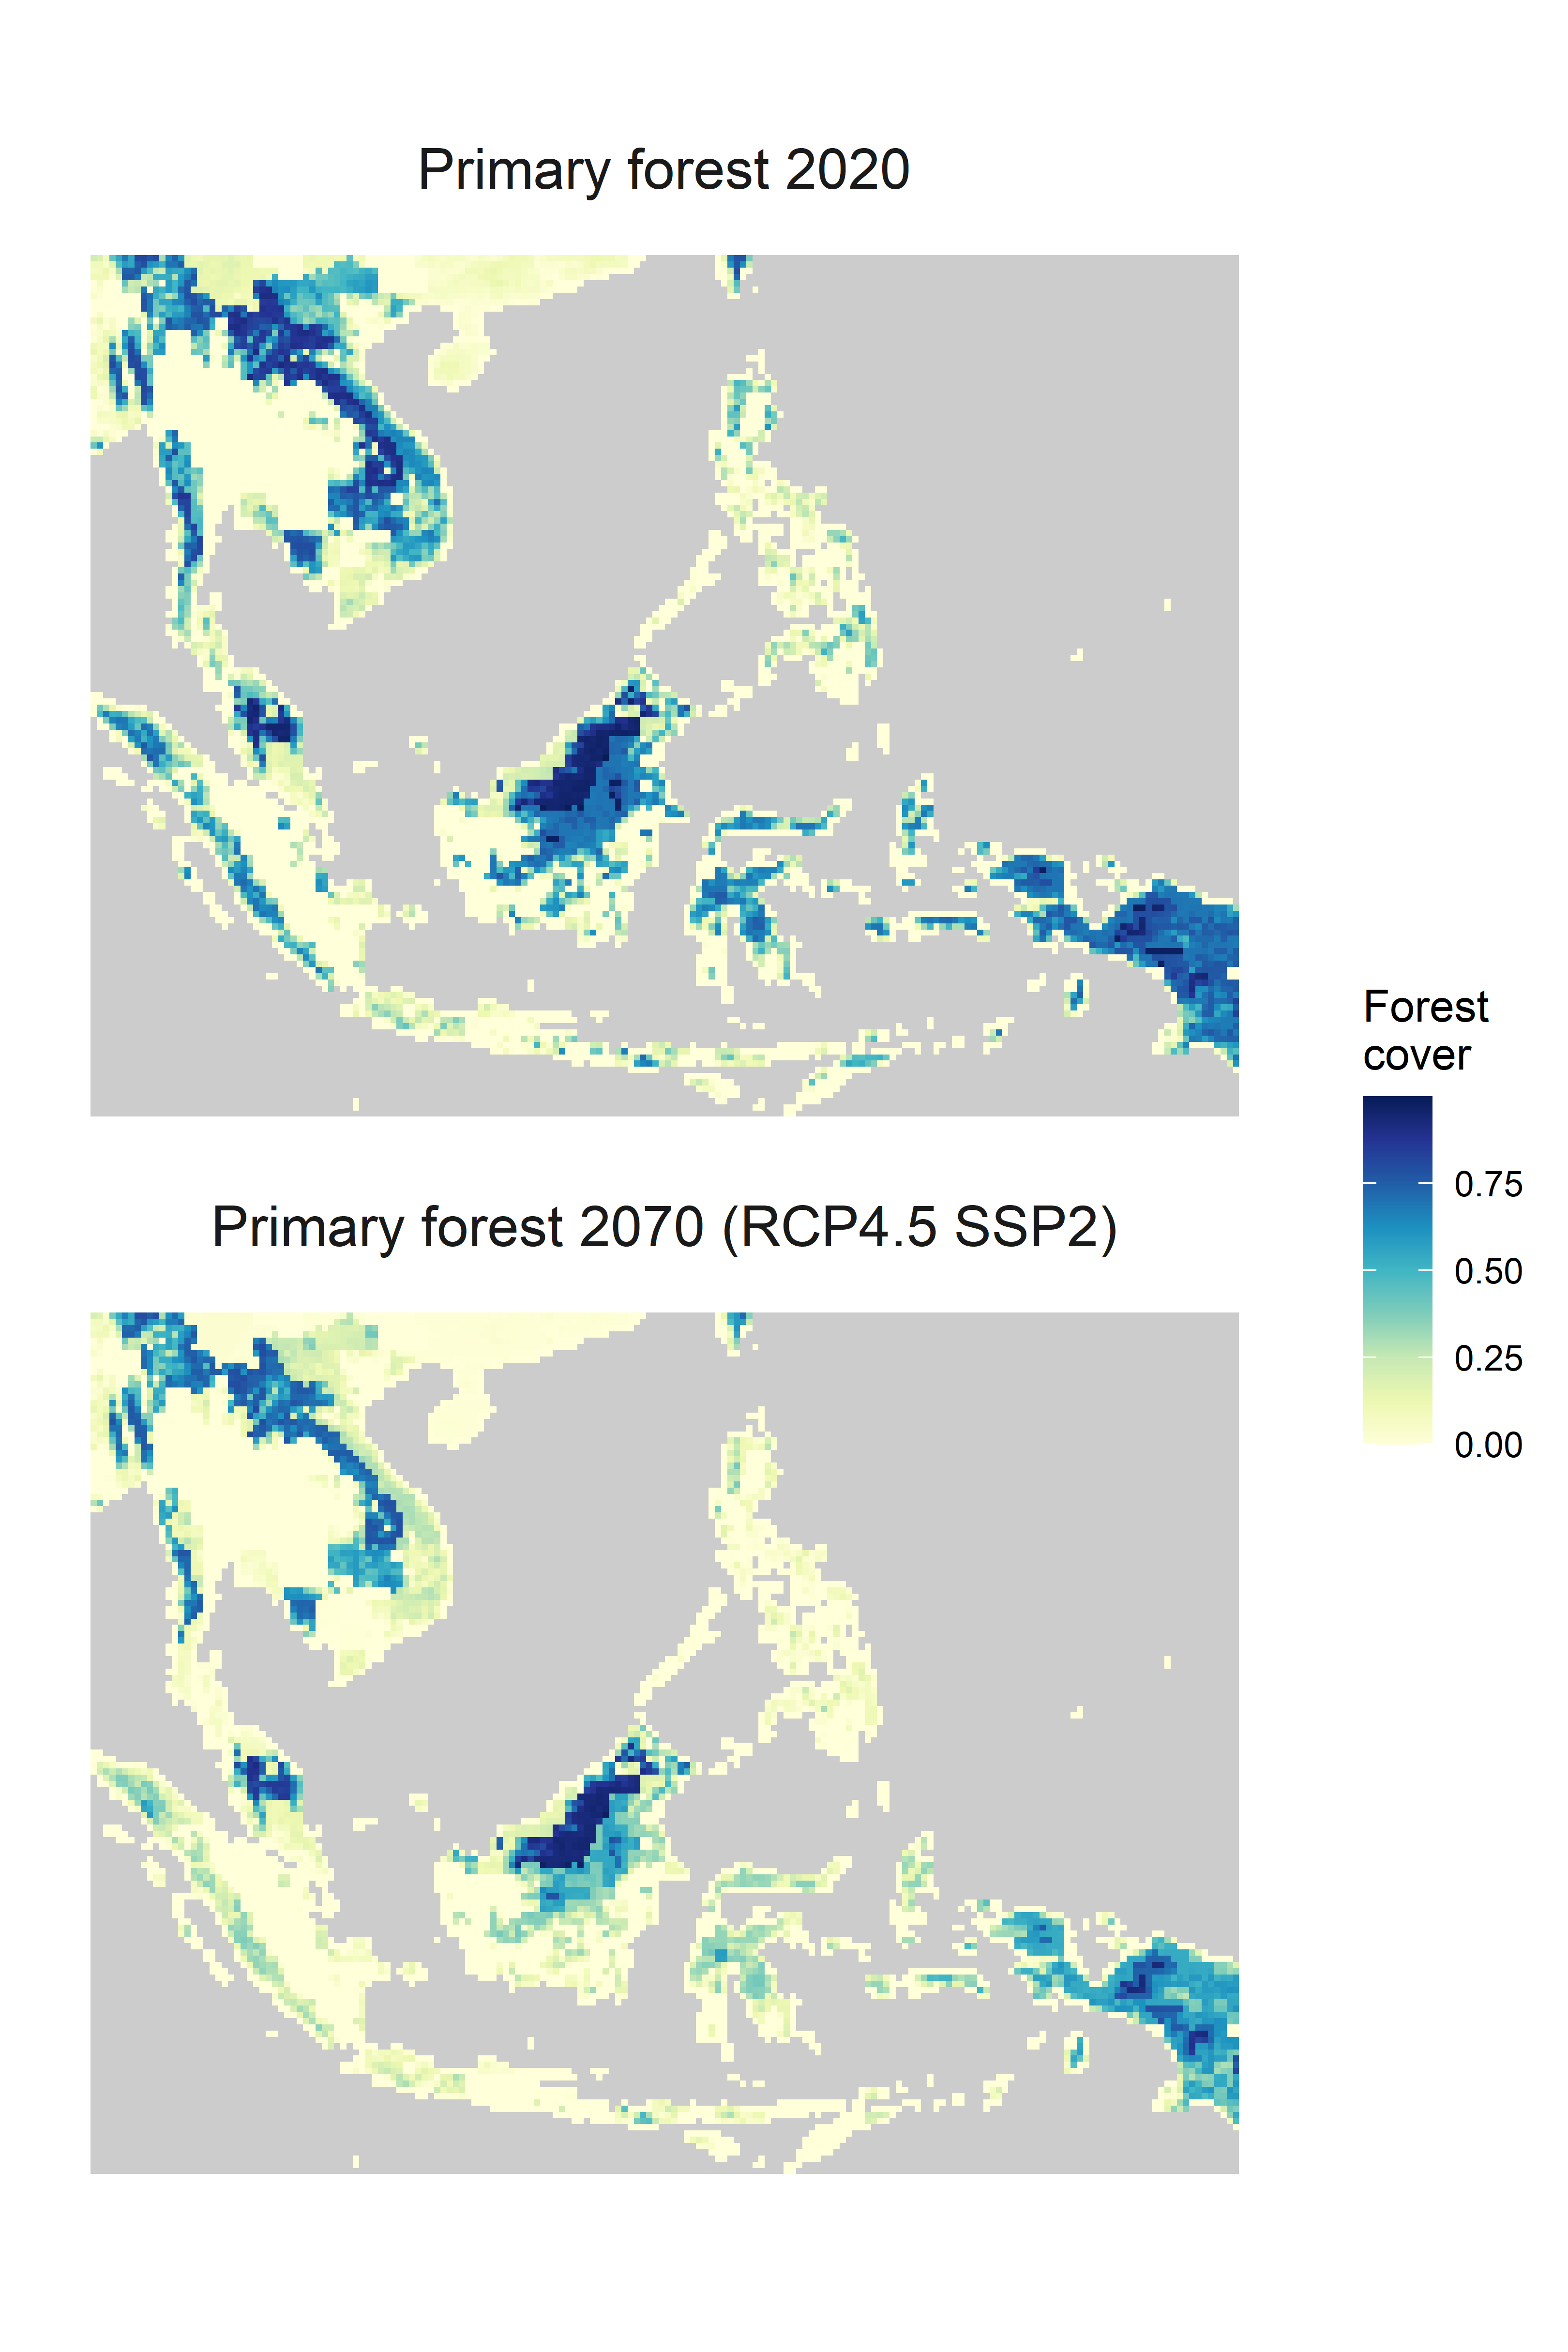 Primary forest 2020
Forest
cover
0.75
0.50
0.25
0.00
Primary forest 2070 (RCP4.5 SSP2)